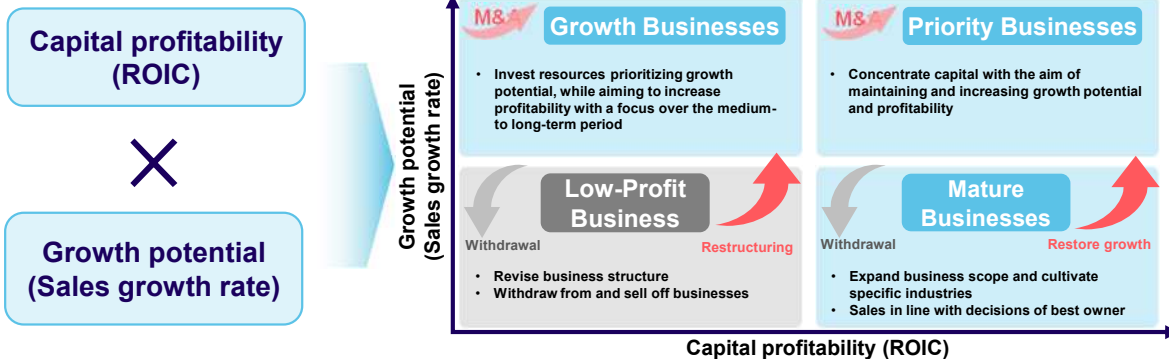 Capital profitability
(ROIC)
Growth potential
(Sales growth rate)
Growth potential
(Sales growth rate)
M&A
Growth Businesses
• Invest resources prioritizing growth
potential, while aiming to increase
profitability with a focus over the medium-
to long-term period
M&A
Priority Businesses
• Concentrate capital with the aim of
maintaining and increasing growth potential
and profitability
Low-Profit
Business
Withdrawal
Restructuring
• Revise business structure
• Withdraw from and sell off businesses
Mature
Businesses
Withdrawal
Restore growth
• Expand business scope and cultivate
specific industries
• Sales in line with decisions of best owner
Capital profitability (ROIC)